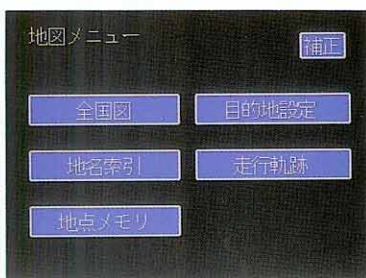 地図メニュー
補正
全国図
目的地設定
地名索引
走行軌跡
地点メモリ